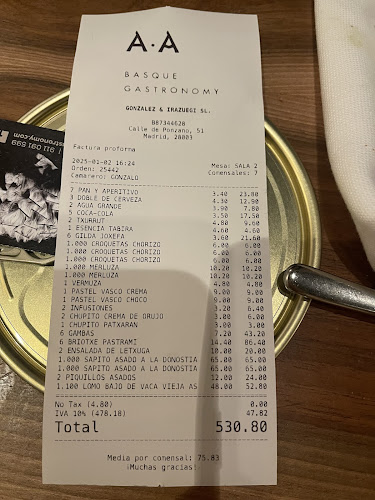 A·A
BASQUE
GASTRONOMY
GONZALEZ & IRAZUEGI SL.
B87344628
Calle de Ponzano, 51
Madrid, 28003
Factura proforma
2025-01-02 16:24 Mesa: SALA 2
Orden: 25442 Comensales: 7
Camarero: GONZALO
7 PAN Y APERITIVO 3.40 23.80
3 DOBLE DE CERVEZA 4.30 12.90
2 AGUA GRANDE 3.90 7.80
5 COCA-COLA 3.50 17.50
2 TXURRUT 4.80 9.60
1 ESENCIA TABIRA 4.60 4.60
6 GILDA JOXEPA 3.60 21.60
1.000 CROQUETAS CHORIZO 6.00 6.00
1.000 CROQUETAS CHORIZO 6.00 6.00
1.000 CROQUETAS CHORIZO 6.00 6.00
1.000 MERLUZA 10.20 10.20
1.000 MERLUZA 10.20 10.20
1 VERMUZA 4.80 4.80
1 PASTEL VASCO CREMA 9.00 9.00
1 PASTEL VASCO CHOCO 9.00 9.00
2 INFUSIONES 3.20 6.40
2 CHUPITO CREMA DE ORUJO 3.00 6.00
1 CHUPITO PATXARAN 3.00 3.00
6 GAMBAS 7.20 43.20
6 BRIOTXE PASTRAMI 14.40 86.40
2 ENSALADA DE LETXUGA 10.00 20.00
1.000 SAPITO ASADO A LA DONOSTIA 65.00 65.00
1.000 SAPITO ASADO A LA DONOSTIA 65.00 65.00
2 PIQUILLOS ASADOS 12.00 24.00
1.100 LOMO BAJO DE VACA VIEJA AS 48.00 52.80
No Tax (4.80) 0.00
IVA 10% (478.18) 47.82
Total 530.80
Media por comensal: 75.83
¡Muchas gracias!
astronomy.com
| 911 091 899